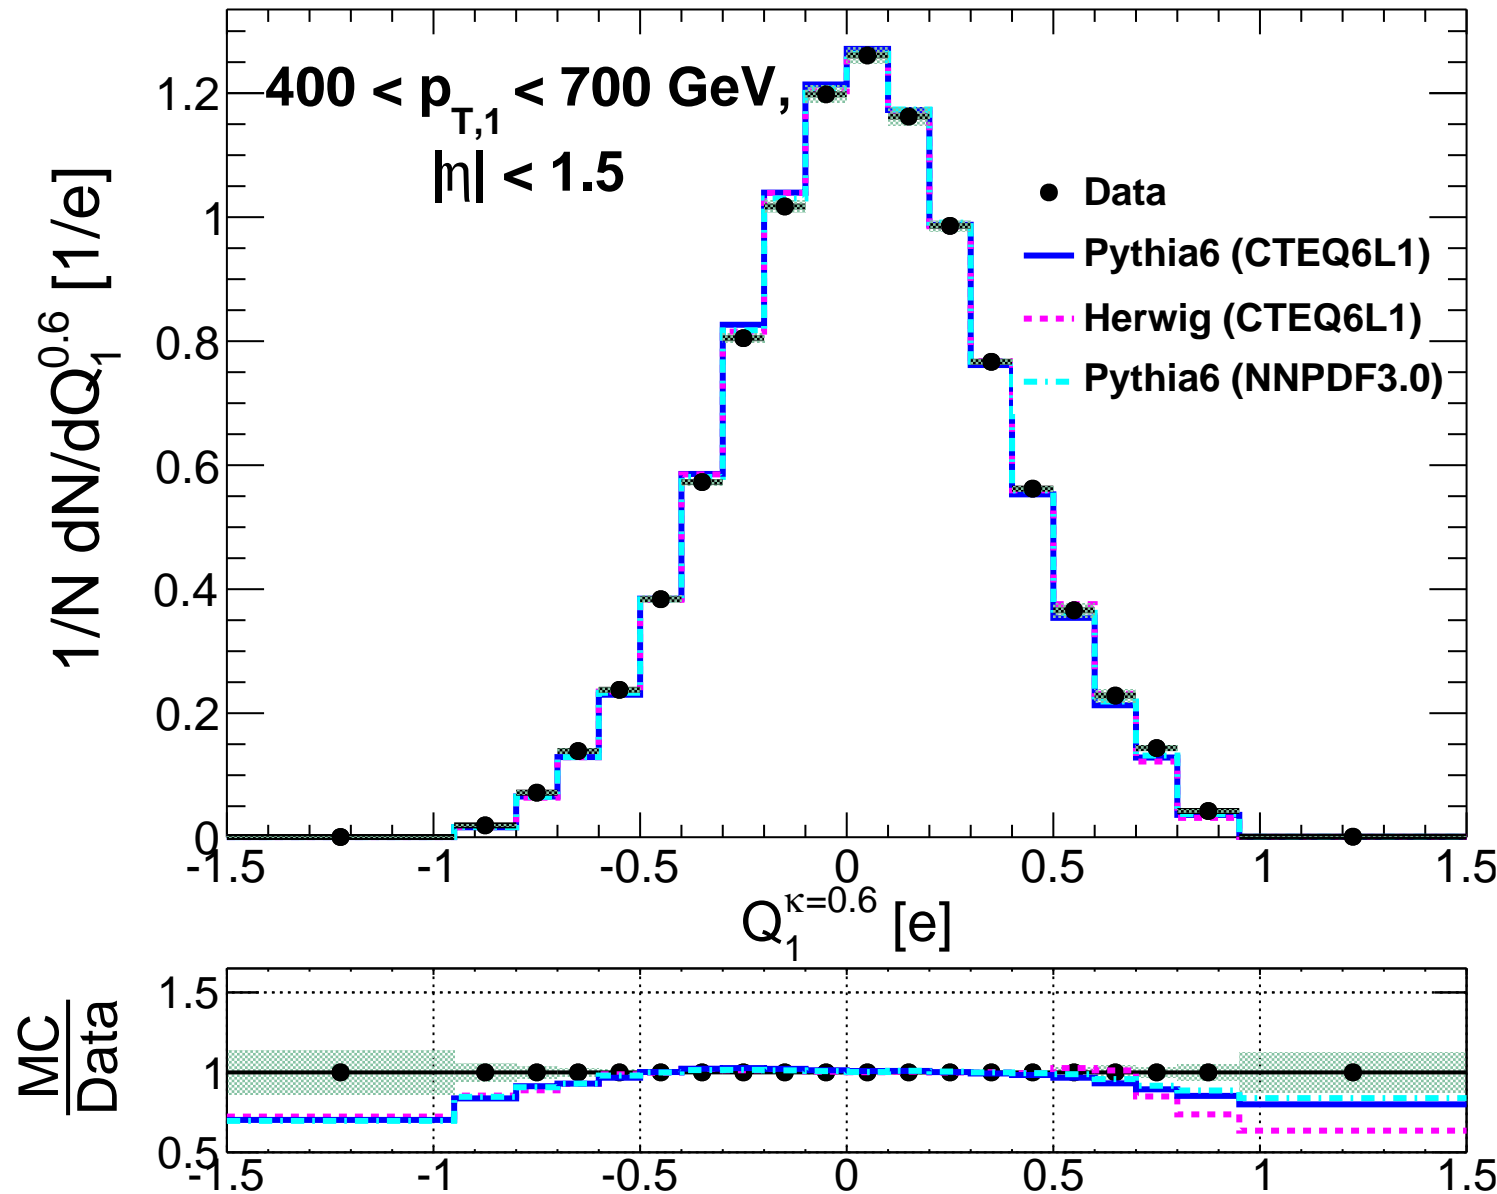 400 < p_T,1 < 700 GeV,
|η| < 1.5
Data
Pythia6 (CTEQ6L1)
Herwig (CTEQ6L1)
Pythia6 (NNPDF3.0)
1/N dN/dQ_1^0.6 [1/e]
1.2
1
0.8
0.6
0.4
0.2
0
-1.5 -1 -0.5 0 0.5 1 1.5
Q_1^κ=0.6 [e]
MC
Data
1.5
1
0.5
-1.5 -1 -0.5 0 0.5 1 1.5